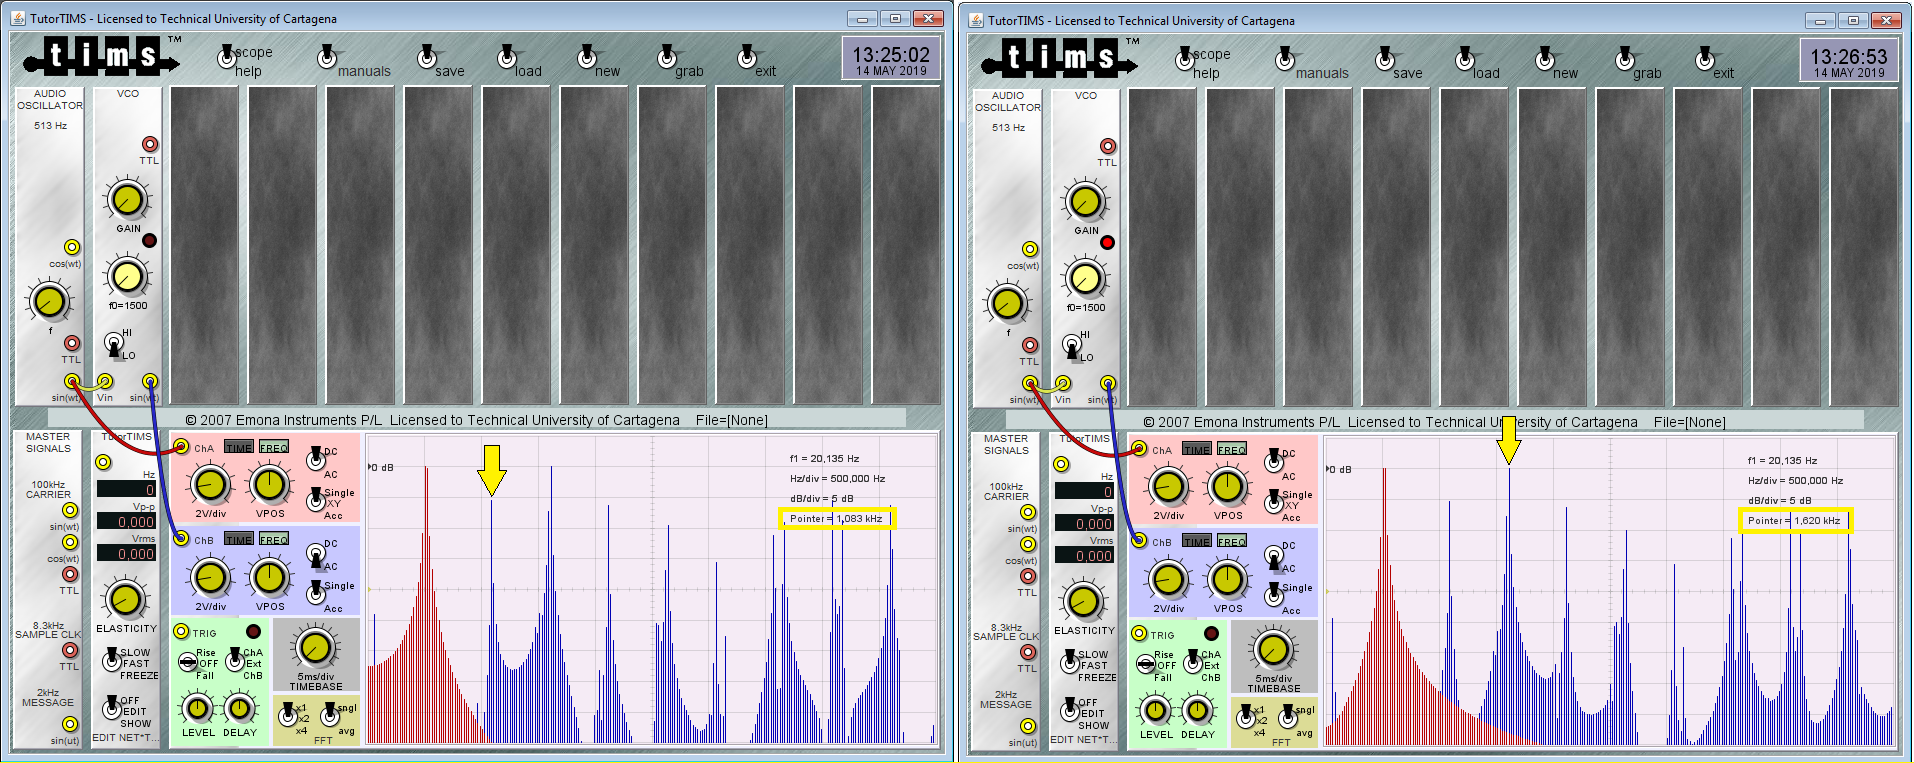 TutorTIMS - Licensed to Technical University of Cartagena
tims TM
scope
help
manuals
save
load
new
grab
exit
13:25:02
14 MAY 2019
AUDIO
OSCILLATOR
513 Hz
cos(wt)
f
TTL
sin(wt)
VCO
TTL
GAIN
f0=1500
HI
LO
Vin
sin(wt)
© 2007 Emona Instruments P/L Licensed to Technical University of Cartagena File=[None]
MASTER
SIGNALS
100kHz
CARRIER
sin(wt)
cos(wt)
TTL
8.3kHz
SAMPLE CLK
TTL
2kHz
MESSAGE
sin(ut)
TutorTIMS
Hz
0
Vp-p
0,000
Vrms
0,000
ELASTICITY
SLOW
FAST
FREEZE
OFF
EDIT
SHOW
EDIT NET*T...
ChA
TIME
FREQ
DC
AC
2V/div
VPOS
Single
XY
Acc
ChB
TIME
FREQ
DC
AC
2V/div
VPOS
Single
Acc
TRIG
Rise
OFF
Fall
ChA
Ext
ChB
LEVEL
DELAY
5ms/div
TIMEBASE
x1
x2
x4
sngl
avg
FFT
0 dB
f1 = 20,135 Hz
Hz/div = 500,000 Hz
dB/div = 5 dB
Pointer = 1,083 kHz
TutorTIMS - Licensed to Technical University of Cartagena
tims TM
scope
help
manuals
save
load
new
grab
exit
13:26:53
14 MAY 2019
AUDIO
OSCILLATOR
513 Hz
cos(wt)
f
TTL
sin(wt)
VCO
TTL
GAIN
f0=1500
HI
LO
Vin
sin(wt)
© 2007 Emona Instruments P/L Licensed to Technical University of Cartagena File=[None]
MASTER
SIGNALS
100kHz
CARRIER
sin(wt)
cos(wt)
TTL
8.3kHz
SAMPLE CLK
TTL
2kHz
MESSAGE
sin(ut)
TutorTIMS
Hz
0
Vp-p
0,000
Vrms
0,000
ELASTICITY
SLOW
FAST
FREEZE
OFF
EDIT
SHOW
EDIT NET*T...
ChA
TIME
FREQ
DC
AC
2V/div
VPOS
Single
XY
Acc
ChB
TIME
FREQ
DC
AC
2V/div
VPOS
Single
Acc
TRIG
Rise
OFF
Fall
ChA
Ext
ChB
LEVEL
DELAY
5ms/div
TIMEBASE
x1
x2
x4
sngl
avg
FFT
0 dB
f1 = 20,135 Hz
Hz/div = 500,000 Hz
dB/div = 5 dB
Pointer = 1,620 kHz